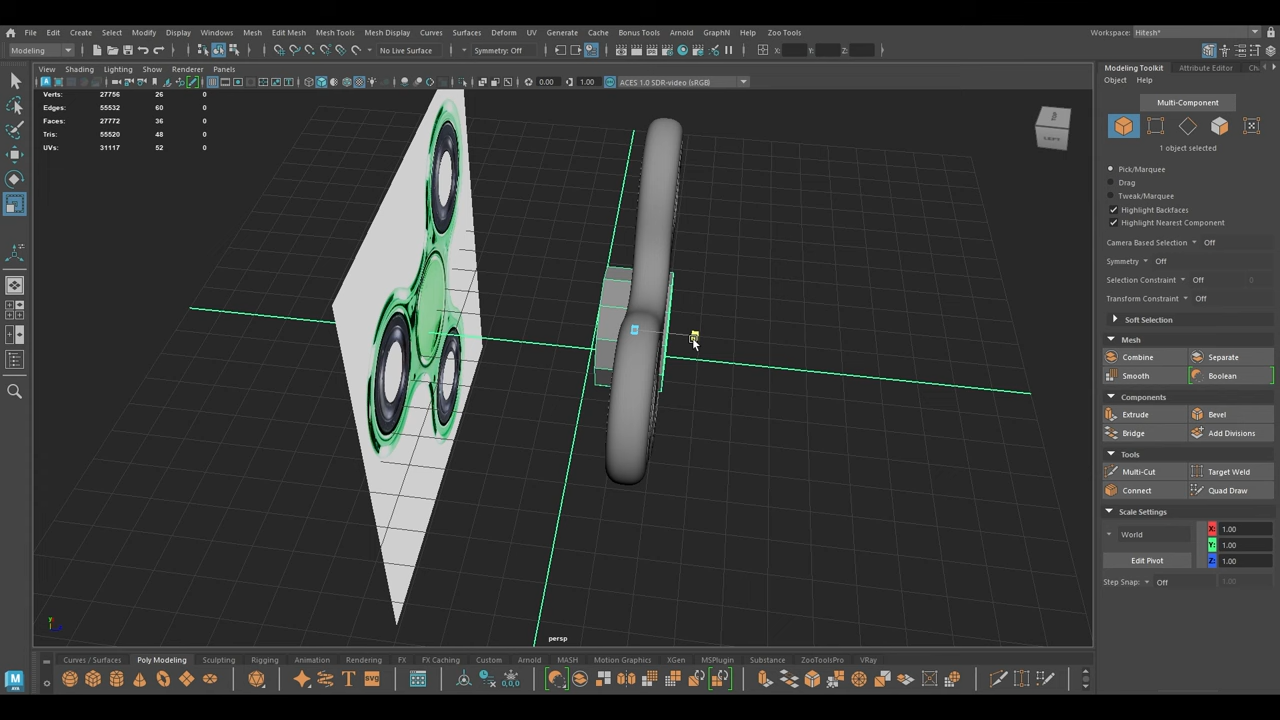 File Edit Create Select Modify Display Windows Mesh Edit Mesh Mesh Tools Mesh Display Curves Surfaces Deform UV Generate Cache Bonus Tools Arnold GraphN Help Zoo Tools Workspace: Hitesh*
Modeling No Live Surface Symmetry: Off X: Y: Z:
View Shading Lighting Show Renderer Panels
0.00 1.00 ACES 1.0 SDR-video (sRGB)
Verts: 27756 26 0
Edges: 55532 60 0
Faces: 27772 36 0
Tris: 55520 48 0
UVs: 31117 52 0
persp
Modeling Toolkit Attribute Editor
Object Help
Multi-Component
1 object selected
Pick/Marquee
Drag
Tweak/Marquee
Highlight Backfaces
Highlight Nearest Component
Camera Based Selection Off
Symmetry Off
Selection Constraint Off
Transform Constraint Off
Soft Selection
Mesh
Combine Separate
Smooth Boolean
Components
Extrude Bevel
Bridge Add Divisions
Tools
Multi-Cut Target Weld
Connect Quad Draw
Scale Settings
X: 1.00
World Y: 1.00
Edit Pivot Z: 1.00
Step Snap: Off 1.00
Curves / Surfaces Poly Modeling Sculpting Rigging Animation Rendering FX FX Caching Custom Arnold MASH Motion Graphics XGen MSPlugin Substance ZooToolsPro VRay